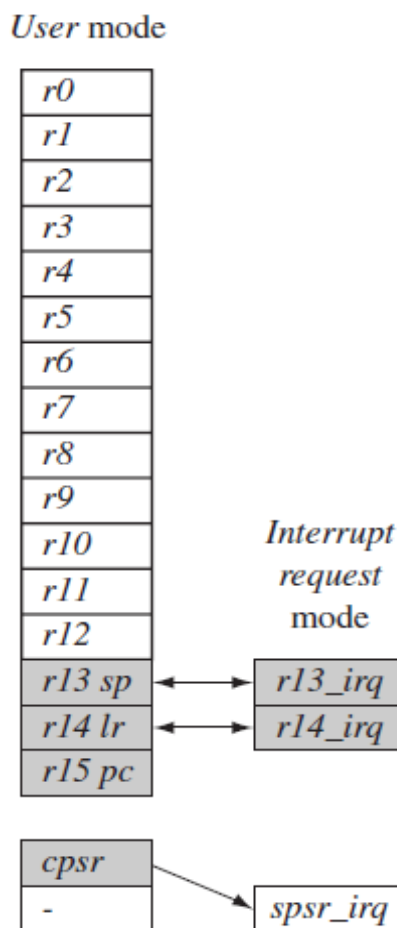 User mode
r0
r1
r2
r3
r4
r5
r6
r7
r8
r9
r10
r11
r12
Interrupt
request
mode
r13 sp
r13_irq
r14 lr
r14_irq
r15 pc
cpsr
-
spsr_irq